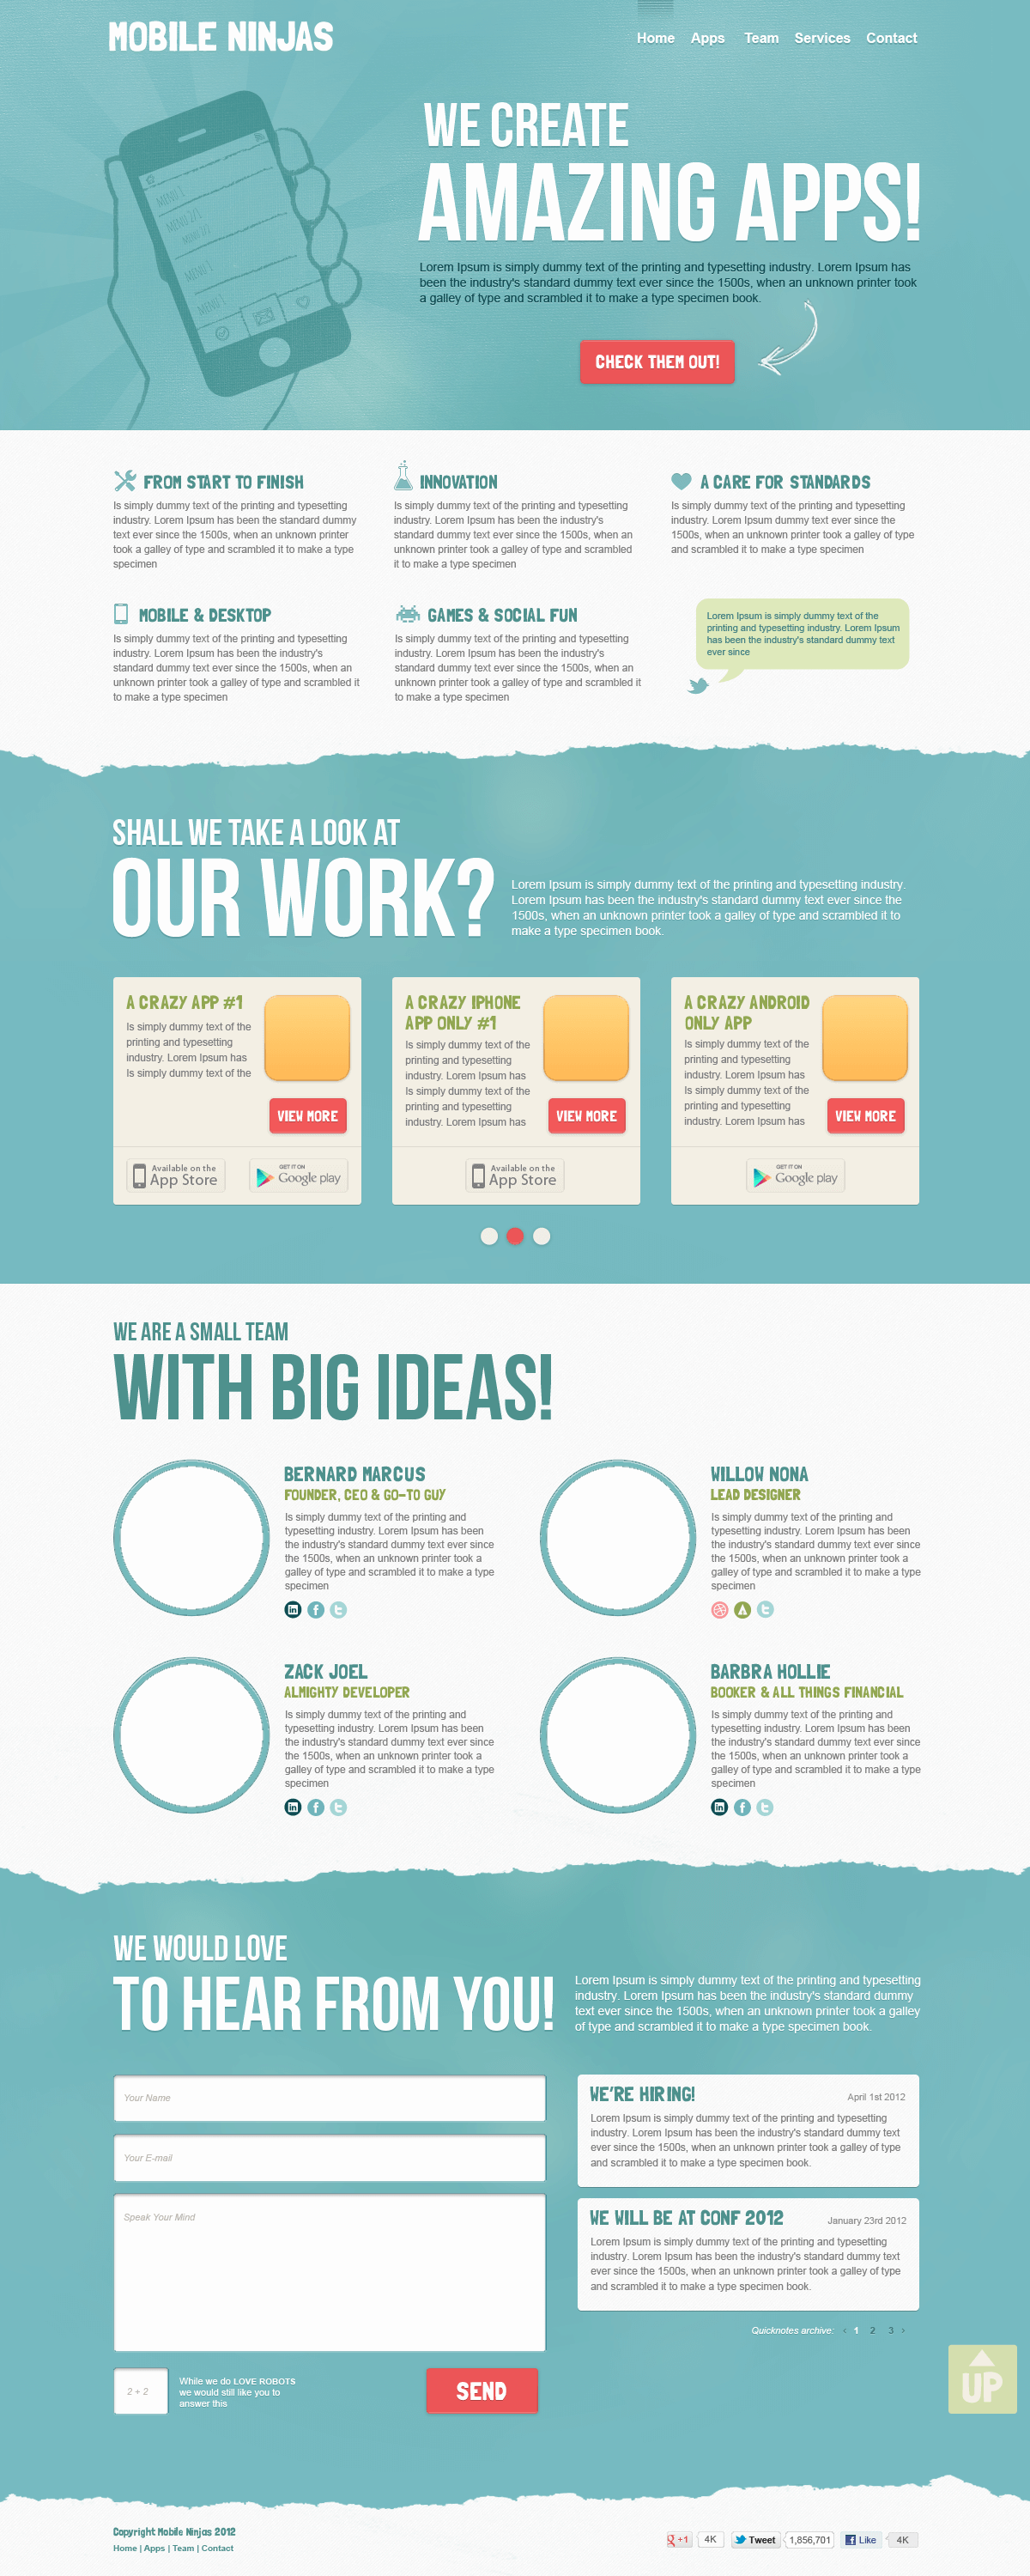 MOBILE NINJAS
Home Apps Team Services Contact
WE CREATE
AMAZING APPS!
Lorem Ipsum is simply dummy text of the printing and typesetting industry. Lorem Ipsum has
been the industry's standard dummy text ever since the 1500s, when an unknown printer took
a galley of type and scrambled it to make a type specimen book.
CHECK THEM OUT!
MENU 1
MENU 2/1
MENU 1
MENU 1
FROM START TO FINISH
Is simply dummy text of the printing and typesetting
industry. Lorem Ipsum has been the standard dummy
text ever since the 1500s, when an unknown printer
took a galley of type and scrambled it to make a type
specimen
INNOVATION
Is simply dummy text of the printing and typesetting
industry. Lorem Ipsum has been the industry's
standard dummy text ever since the 1500s, when an
unknown printer took a galley of type and scrambled
it to make a type specimen
A CARE FOR STANDARDS
Is simply dummy text of the printing and typesetting
industry. Lorem Ipsum dummy text ever since the
1500s, when an unknown printer took a galley of type
and scrambled it to make a type specimen
MOBILE & DESKTOP
Is simply dummy text of the printing and typesetting
industry. Lorem Ipsum has been the industry's
standard dummy text ever since the 1500s, when an
unknown printer took a galley of type and scrambled it
to make a type specimen
GAMES & SOCIAL FUN
Is simply dummy text of the printing and typesetting
industry. Lorem Ipsum has been the industry's
standard dummy text ever since the 1500s, when an
unknown printer took a galley of type and scrambled it
to make a type specimen
Lorem Ipsum is simply dummy text of the
printing and typesetting industry. Lorem Ipsum
has been the industry's standard dummy text
ever since
SHALL WE TAKE A LOOK AT
OUR WORK?
Lorem Ipsum is simply dummy text of the printing and typesetting industry.
Lorem Ipsum has been the industry's standard dummy text ever since the
1500s, when an unknown printer took a galley of type and scrambled it to
make a type specimen book.
A CRAZY APP #1
Is simply dummy text of the
printing and typesetting
industry. Lorem Ipsum has
Is simply dummy text of the
VIEW MORE
Available on the
App Store
GET IT ON
Google play
A CRAZY IPHONE
APP ONLY #1
Is simply dummy text of the
printing and typesetting
industry. Lorem Ipsum has
Is simply dummy text of the
printing and typesetting
industry. Lorem Ipsum has
VIEW MORE
Available on the
App Store
A CRAZY ANDROID
ONLY APP
Is simply dummy text of the
printing and typesetting
industry. Lorem Ipsum has
Is simply dummy text of the
printing and typesetting
industry. Lorem Ipsum has
VIEW MORE
GET IT ON
Google play
WE ARE A SMALL TEAM
WITH BIG IDEAS!
BERNARD MARCUS
FOUNDER, CEO & GO-TO GUY
Is simply dummy text of the printing and
typesetting industry. Lorem Ipsum has been
the industry's standard dummy text ever since
the 1500s, when an unknown printer took a
galley of type and scrambled it to make a type
specimen
WILLOW NONA
LEAD DESIGNER
Is simply dummy text of the printing and
typesetting industry. Lorem Ipsum has been
the industry's standard dummy text ever since
the 1500s, when an unknown printer took a
galley of type and scrambled it to make a type
specimen
ZACK JOEL
ALMIGHTY DEVELOPER
Is simply dummy text of the printing and
typesetting industry. Lorem Ipsum has been
the industry's standard dummy text ever since
the 1500s, when an unknown printer took a
galley of type and scrambled it to make a type
specimen
BARBRA HOLLIE
BOOKER & ALL THINGS FINANCIAL
Is simply dummy text of the printing and
typesetting industry. Lorem Ipsum has been
the industry's standard dummy text ever since
the 1500s, when an unknown printer took a
galley of type and scrambled it to make a type
specimen
WE WOULD LOVE
TO HEAR FROM YOU!
Lorem Ipsum is simply dummy text of the printing and typesetting
industry. Lorem Ipsum has been the industry's standard dummy
text ever since the 1500s, when an unknown printer took a galley
of type and scrambled it to make a type specimen book.
Your Name
Your E-mail
Speak Your Mind
2 + 2
While we do LOVE ROBOTS
we would still like you to
answer this
SEND
WE'RE HIRING!
April 1st 2012
Lorem Ipsum is simply dummy text of the printing and typesetting
industry. Lorem Ipsum has been the industry's standard dummy text
ever since the 1500s, when an unknown printer took a galley of type
and scrambled it to make a type specimen book.
WE WILL BE AT CONF 2012
January 23rd 2012
Lorem Ipsum is simply dummy text of the printing and typesetting
industry. Lorem Ipsum has been the industry's standard dummy text
ever since the 1500s, when an unknown printer took a galley of type
and scrambled it to make a type specimen book.
Quicknotes archive: ‹ 1 2 3 ›
UP
Copyright Mobile Ninjas 2012
Home | Apps | Team | Contact
g +1 4K Tweet 1,856,701 f Like 4K